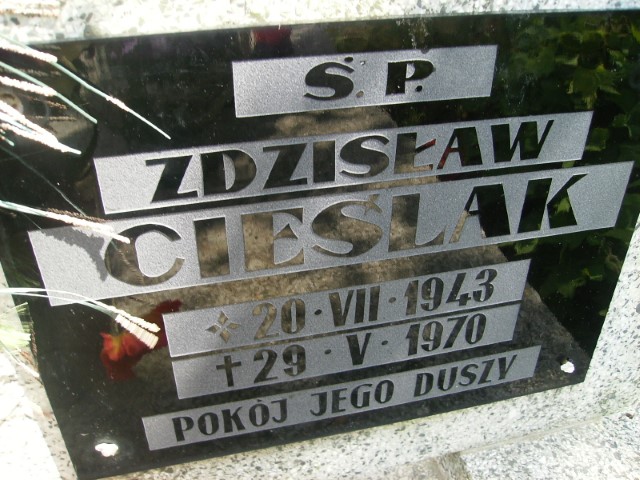 Ś. P.
ZDZISŁAW
CIEŚLAK
20 · VII · 1943
† 29 · V · 1970
POKÓJ JEGO DUSZY